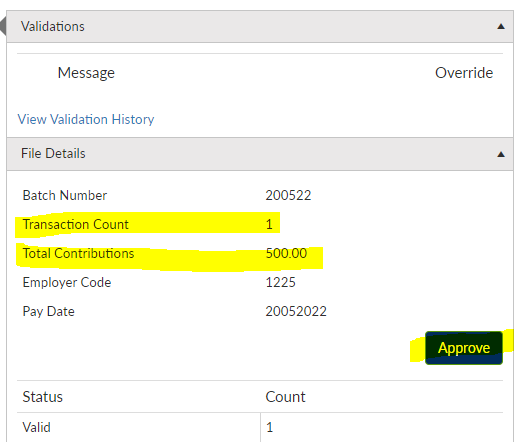 Validations
Message Override
View Validation History
File Details
Batch Number 200522
Transaction Count 1
Total Contributions 500.00
Employer Code 1225
Pay Date 20052022
Approve
Status Count
Valid 1